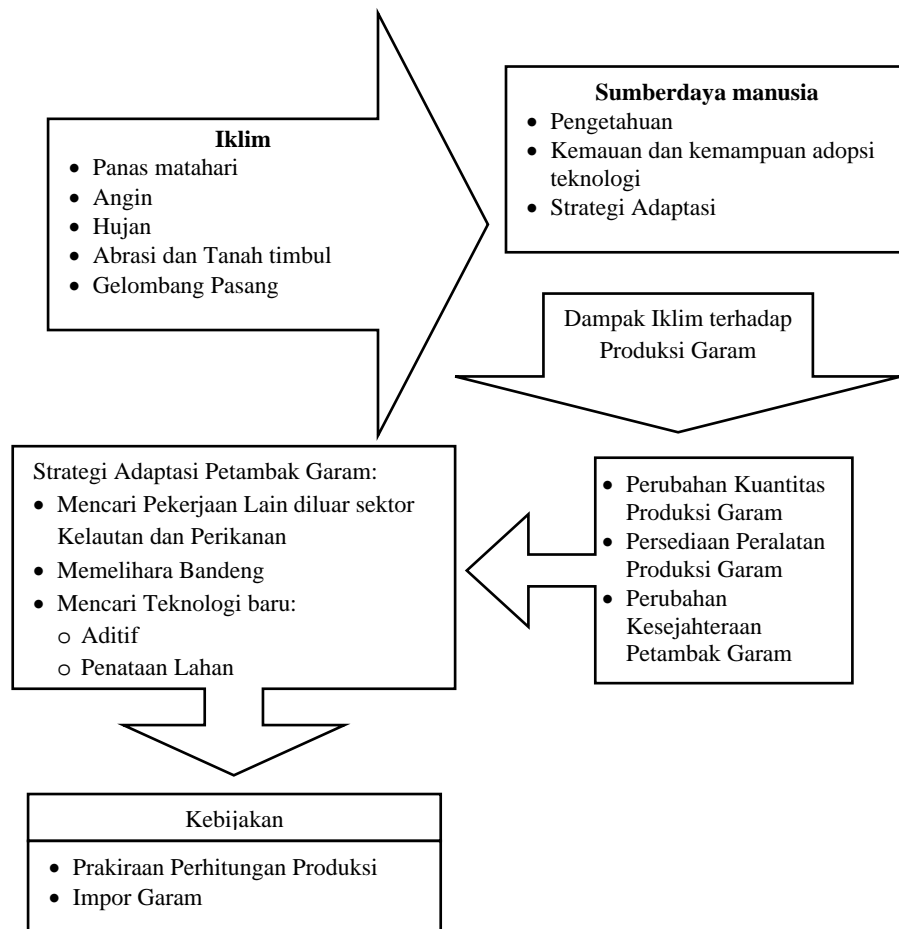 Iklim
• Panas matahari
• Angin
• Hujan
• Abrasi dan Tanah timbul
• Gelombang Pasang
Sumberdaya manusia
• Pengetahuan
• Kemauan dan kemampuan adopsi
teknologi
• Strategi Adaptasi
Dampak Iklim terhadap
Produksi Garam
• Perubahan Kuantitas
Produksi Garam
• Persediaan Peralatan
Produksi Garam
• Perubahan
Kesejahteraan
Petambak Garam
Strategi Adaptasi Petambak Garam:
• Mencari Pekerjaan Lain diluar sektor
Kelautan dan Perikanan
• Memelihara Bandeng
• Mencari Teknologi baru:
o Aditif
o Penataan Lahan
Kebijakan
• Prakiraan Perhitungan Produksi
• Impor Garam